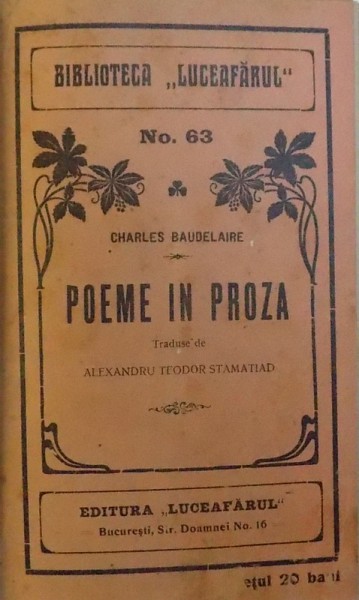 BIBLIOTECA „LUCEAFĂRUL“
No. 63
CHARLES BAUDELAIRE
POEME IN PROZA
Traduse de
ALEXANDRU TEODOR STAMATIAD
EDITURA „LUCEAFĂRUL“
Bucureşti, Str. Doamnei No. 16
eţul 20 bani